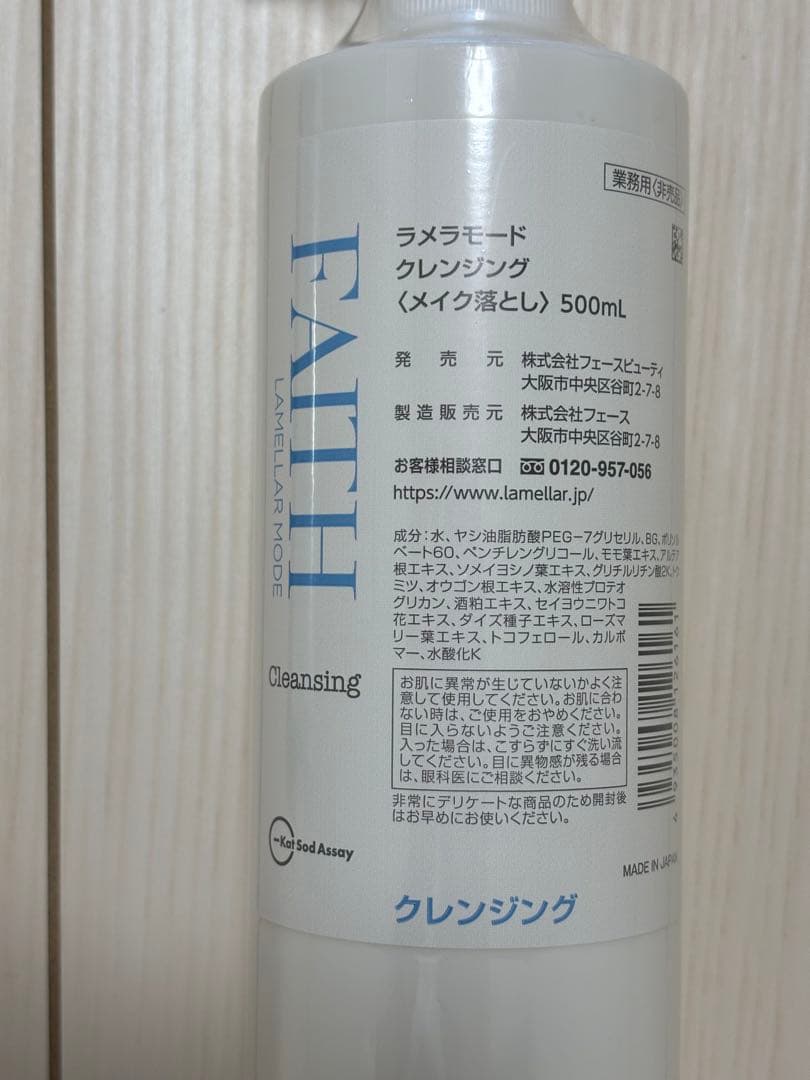 業務用〈非売品
FAITH
LAMELLAR MODE
Cleansing
Kat Sod Assay
ラメラモード
クレンジング
〈メイク落とし〉 500mL
発売元 株式会社フェースビューティ
大阪市中央区谷町2-7-8
製造販売元 株式会社フェース
大阪市中央区谷町2-7-8
お客様相談窓口 0120-957-056
https://www.lamellar.jp/
成分:水、ヤシ油脂肪酸PEG-7グリセリル、BG、ポリソル
ベート60、ペンチレングリコール、モモ葉エキス、アルテア
根エキス、ソメイヨシノ葉エキス、グリチルリチン酸2K、トウ
ミツ、オウゴン根エキス、水溶性プロテオ
グリカン、酒粕エキス、セイヨウニワトコ
花エキス、ダイズ種子エキス、ローズマ
リー葉エキス、トコフェロール、カルボ
マー、水酸化K
お肌に異常が生じていないかよく注
意して使用してください。お肌に合わ
ない時は、ご使用をおやめください。
目に入らないようご注意ください。
入った場合は、こすらずにすぐ洗い流
してください。目に異物感が残る場合
は、眼科医にご相談ください。
非常にデリケートな商品のため開封後
はお早めにお使いください。
MADE IN JAPAN
クレンジング